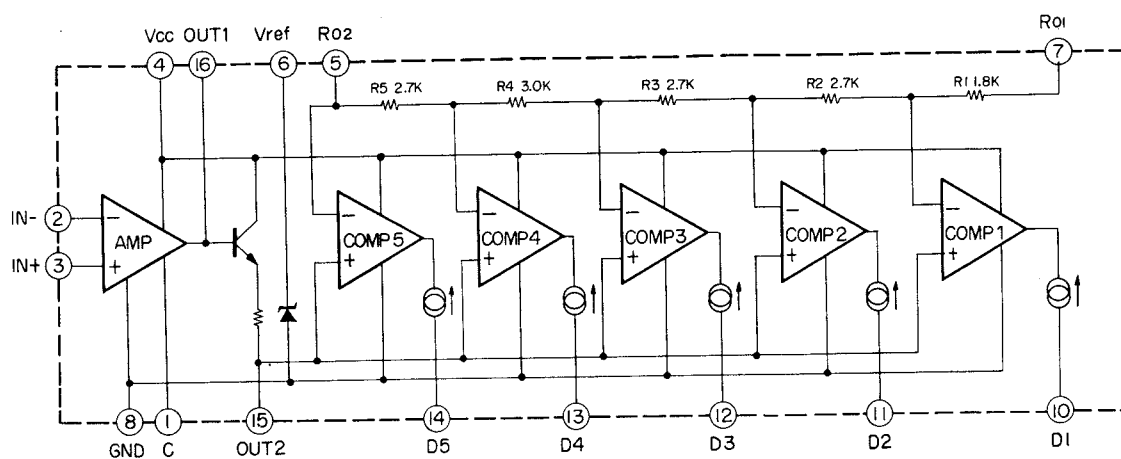 Vcc OUT1 Vref RO2 RO1
4 16 6 5 7
R5 2.7K R4 3.0K R3 2.7K R2 2.7K R1 1.8K
IN- 2
IN+ 3
− AMP +
− COMP5 +
− COMP4 +
− COMP3 +
− COMP2 +
− COMP1 +
8 1 15 14 13 12 11 10
GND C OUT2 D5 D4 D3 D2 D1